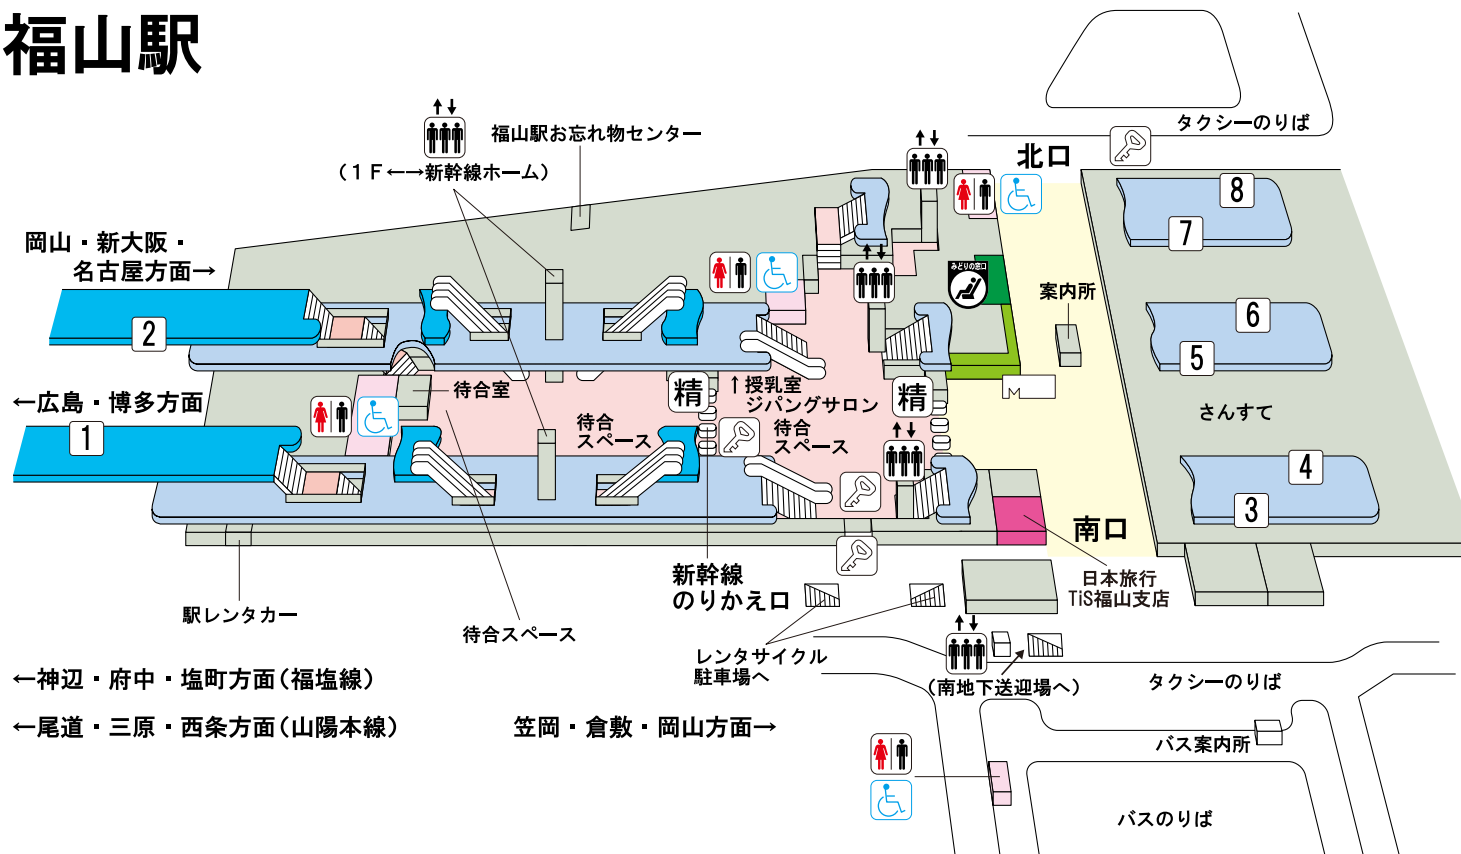 福山駅
福山駅お忘れ物センター
タクシーのりば
(1F←→新幹線ホーム)
北口
8
7
岡山・新大阪・
名古屋方面→
みどりの窓口
案内所
2
6
5
待合室
精
↑授乳室
ジパングサロン
精
M
←広島・博多方面
さんすて
1
待合
スペース
待合
スペース
4
3
南口
新幹線
のりかえ口
日本旅行
TiS福山支店
駅レンタカー
待合スペース
レンタサイクル
駐車場へ
←神辺・府中・塩町方面(福塩線)
(南地下送迎場へ)
タクシーのりば
←尾道・三原・西条方面(山陽本線)
笠岡・倉敷・岡山方面→
バス案内所
バスのりば